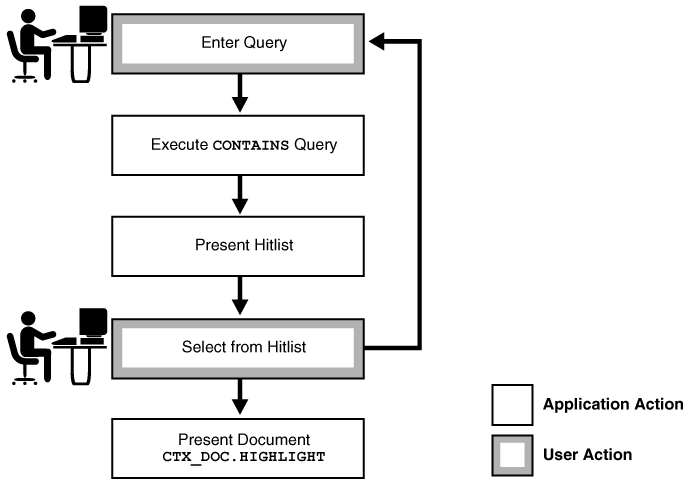 Enter Query
Execute CONTAINS Query
Present Hitlist
Select from Hitlist
Present Document
CTX_DOC.HIGHLIGHT
Application Action
User Action